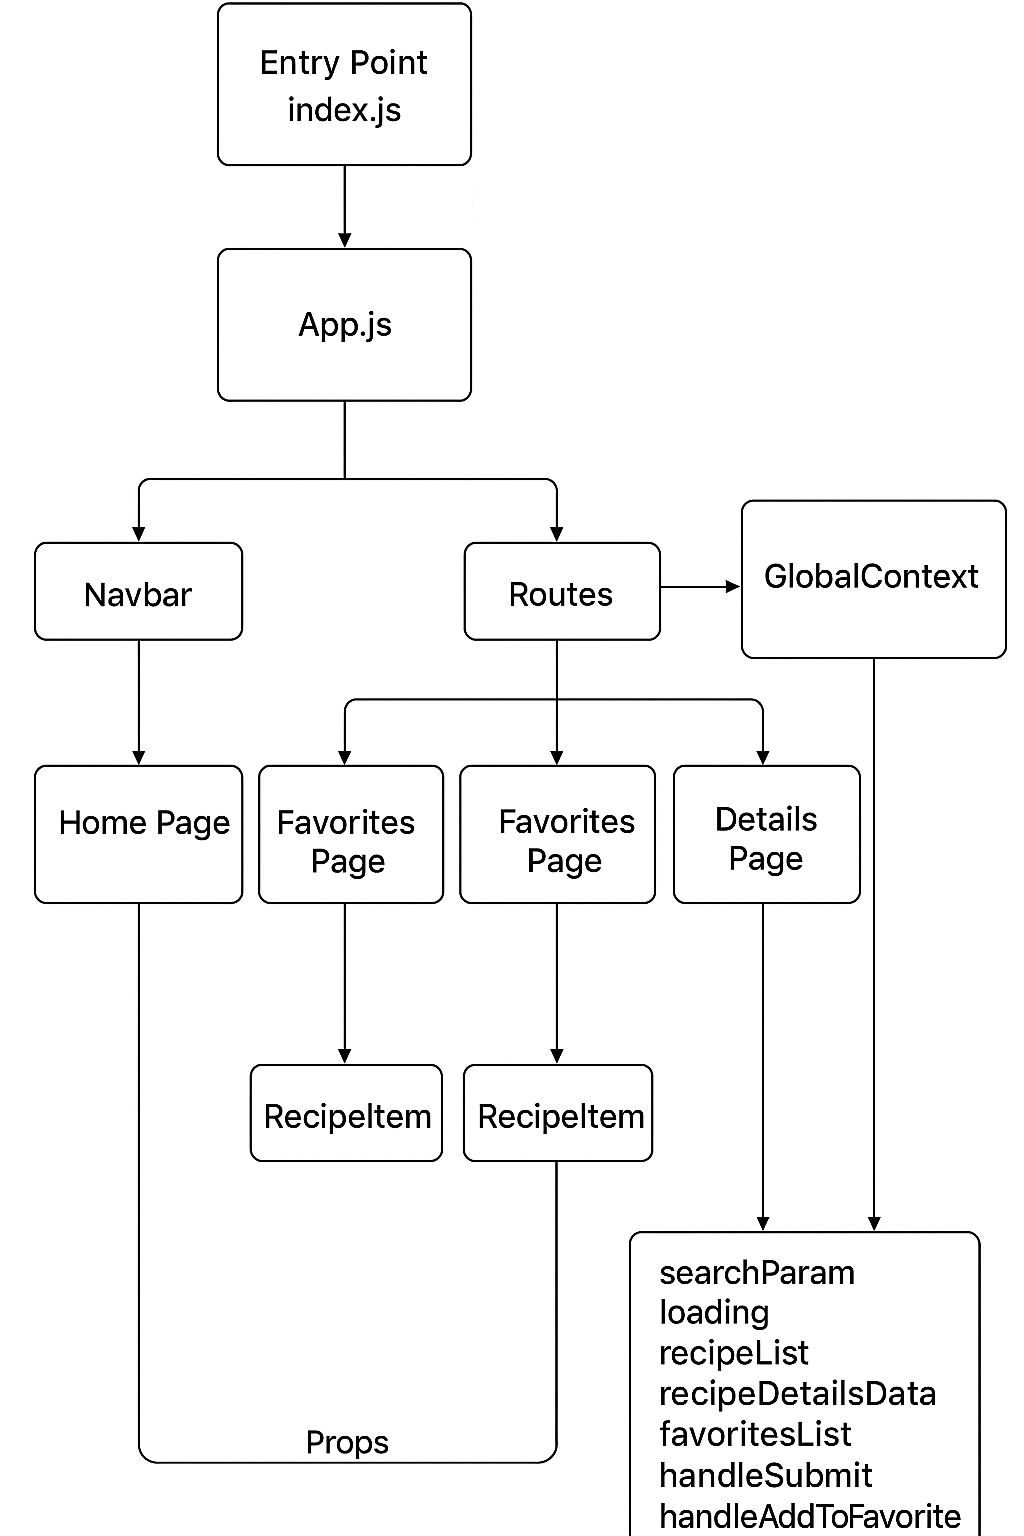 Entry Point
index.js
App.js
Navbar
Routes
GlobalContext
Home Page
Favorites
Page
Favorites
Page
Details
Page
RecipeItem
RecipeItem
searchParam
loading
recipeList
recipeDetailsData
favoritesList
handleSubmit
handleAddToFavorite
Props